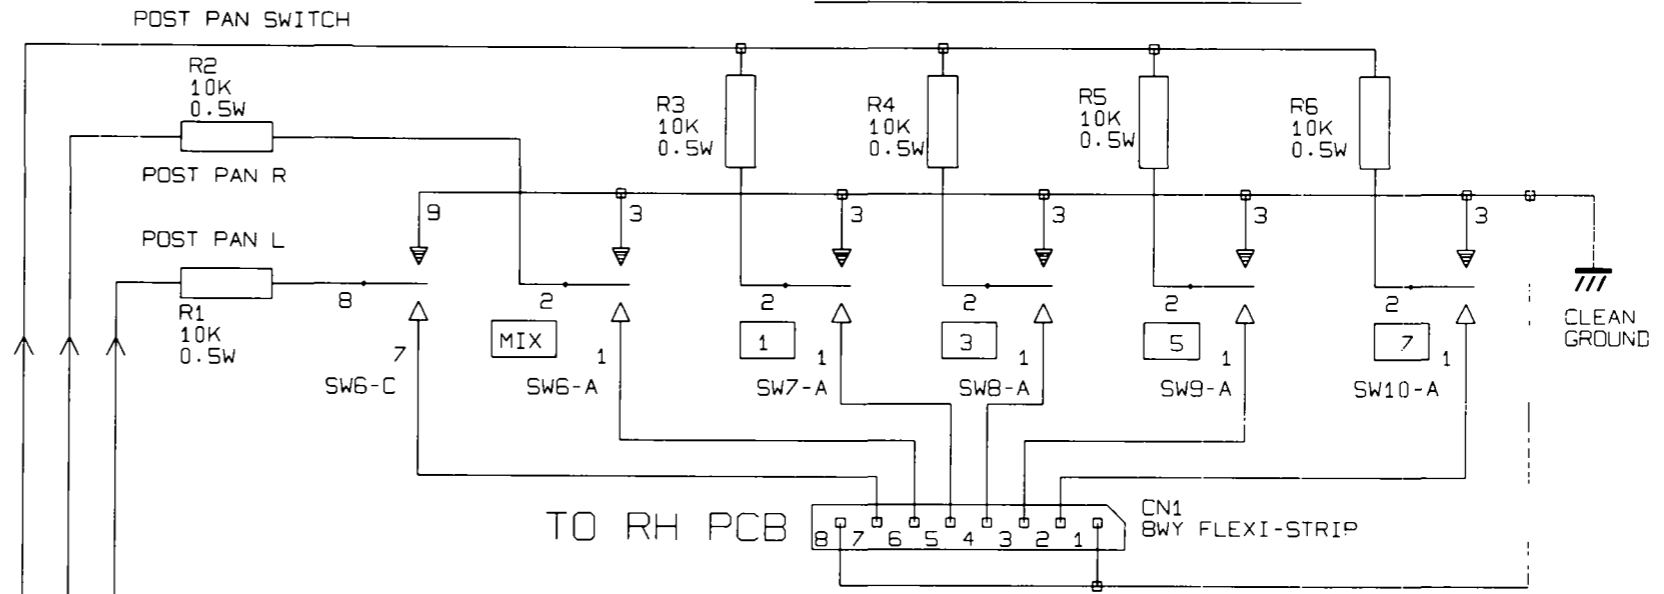 POST PAN SWITCH
R2
10K
0.5W
R3
10K
0.5W
R4
10K
0.5W
R5
10K
0.5W
R6
10K
0.5W
POST PAN R
9
3
3
3
3
3
POST PAN L
8
2
2
2
2
2
R1
10K
0.5W
MIX
1
3
5
7
CLEAN
GROUND
7
1
1
1
1
1
SW6-C
SW6-A
SW7-A
SW8-A
SW9-A
SW10-A
TO RH PCB
8 7 6 5 4 3 2 1
CN1
8WY FLEXI-STRIP